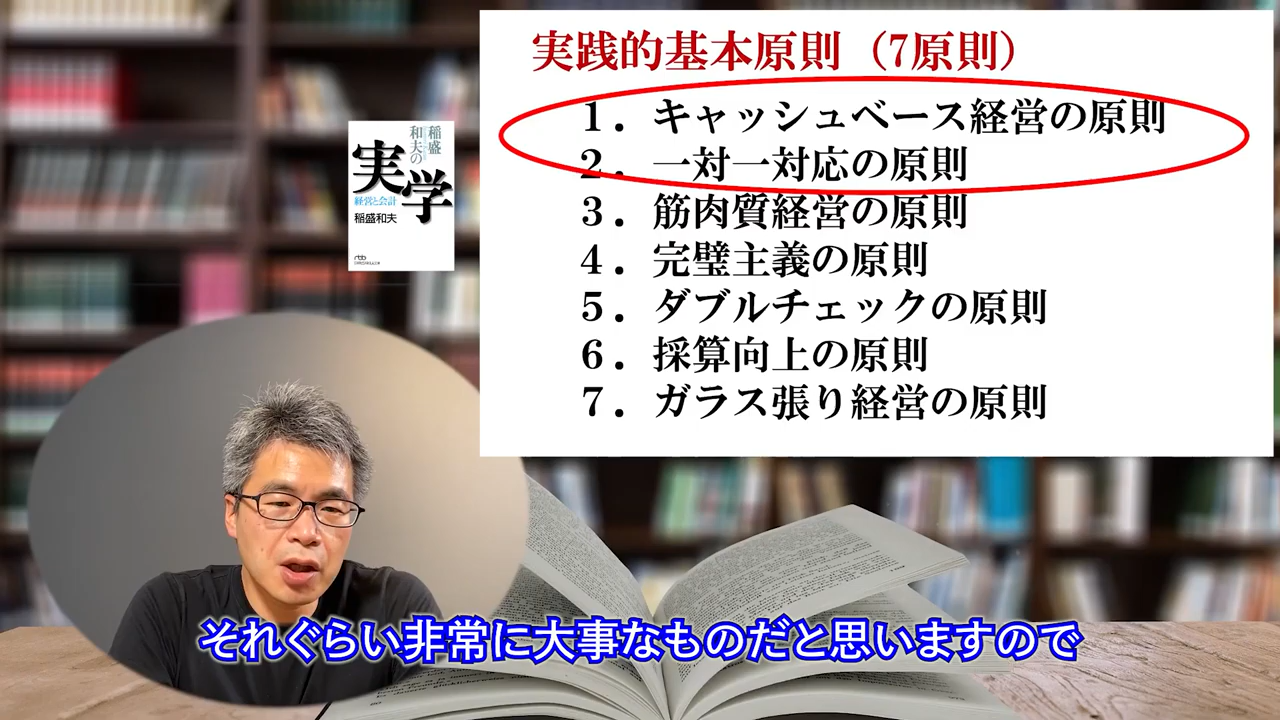 実践的基本原則（7原則）
１．キャッシュベース経営の原則
２．一対一対応の原則
３．筋肉質経営の原則
４．完璧主義の原則
５．ダブルチェックの原則
６．採算向上の原則
７．ガラス張り経営の原則
稲盛
和夫の
実学
経営と会計
稲盛和夫
それぐらい非常に大事なものだと思いますので